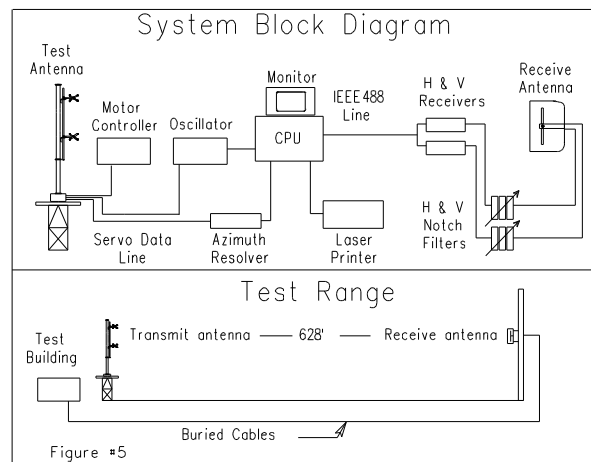 System Block Diagram
Test
Antenna
Motor
Controller
Oscillator
Monitor
CPU
IEEE488
Line
H & V
Receivers
Receive
Antenna
Servo Data
Line
Azimuth
Resolver
Laser
Printer
H & V
Notch
Filters
Test Range
Test
Building
Transmit antenna
628'
Receive antenna
Buried Cables
Figure #5